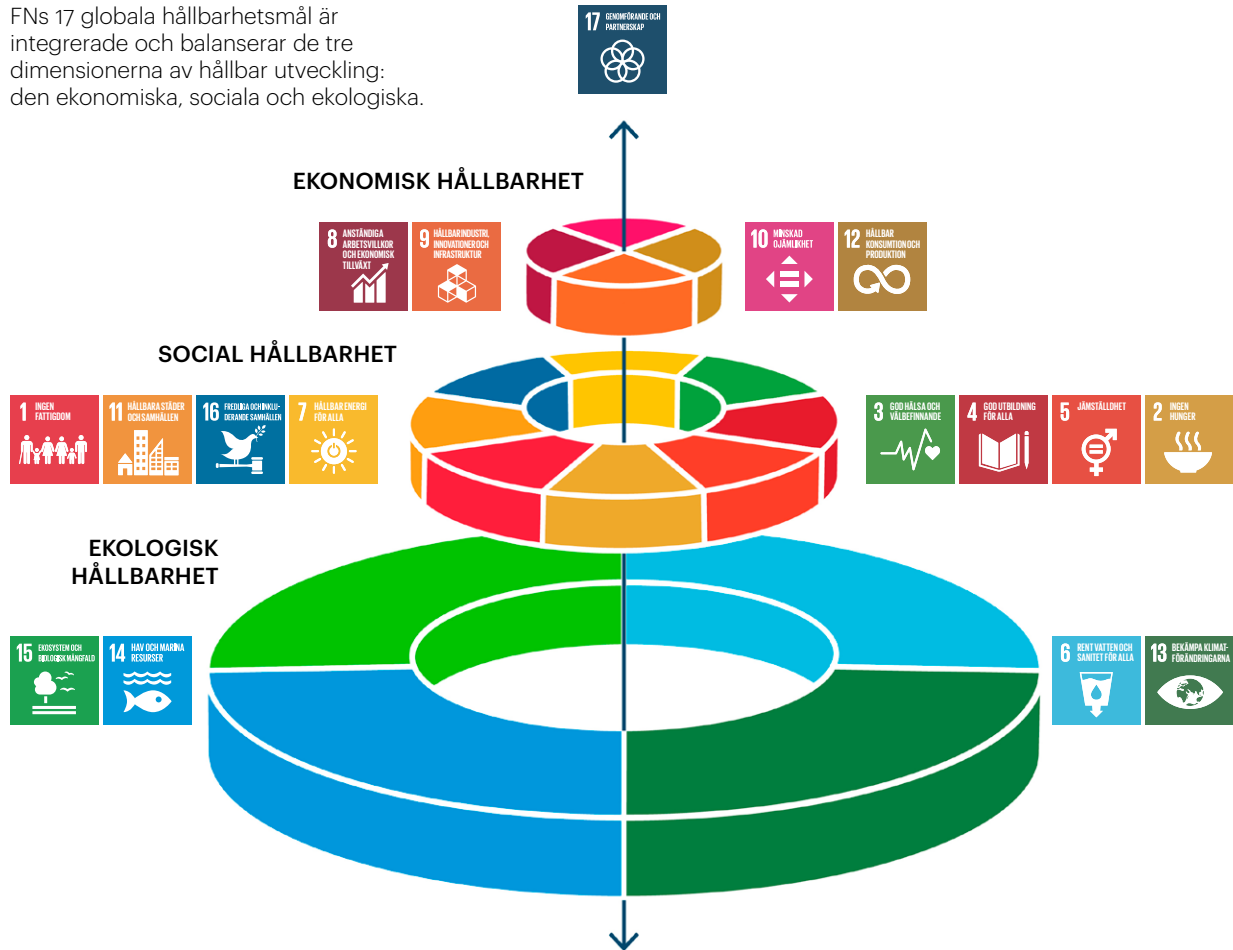 FNs 17 globala hållbarhetsmål är
integrerade och balanserar de tre
dimensionerna av hållbar utveckling:
den ekonomiska, sociala och ekologiska.
17 GENOMFÖRANDE OCH
PARTNERSKAP
EKONOMISK HÅLLBARHET
8 ANSTÄNDIGA
ARBETSVILLKOR
OCH EKONOMISK
TILLVÄXT
9 HÅLLBAR INDUSTRI,
INNOVATIONER OCH
INFRASTRUKTUR
10 MINSKAD
OJÄMLIKHET
12 HÅLLBAR
KONSUMTION OCH
PRODUKTION
SOCIAL HÅLLBARHET
1 INGEN
FATTIGDOM
11 HÅLLBARA STÄDER
OCH SAMHÄLLEN
16 FREDLIGA OCH INKLU-
DERANDE SAMHÄLLEN
7 HÅLLBAR ENERGI
FÖR ALLA
3 GOD HÄLSA OCH
VÄLBEFINNANDE
4 GOD UTBILDNING
FÖR ALLA
5 JÄMSTÄLLDHET
2 INGEN
HUNGER
EKOLOGISK
HÅLLBARHET
15 EKOSYSTEM OCH
BIOLOGISK MÅNGFALD
14 HAV OCH MARINA
RESURSER
6 RENT VATTEN OCH
SANITET FÖR ALLA
13 BEKÄMPA KLIMAT-
FÖRÄNDRINGARNA